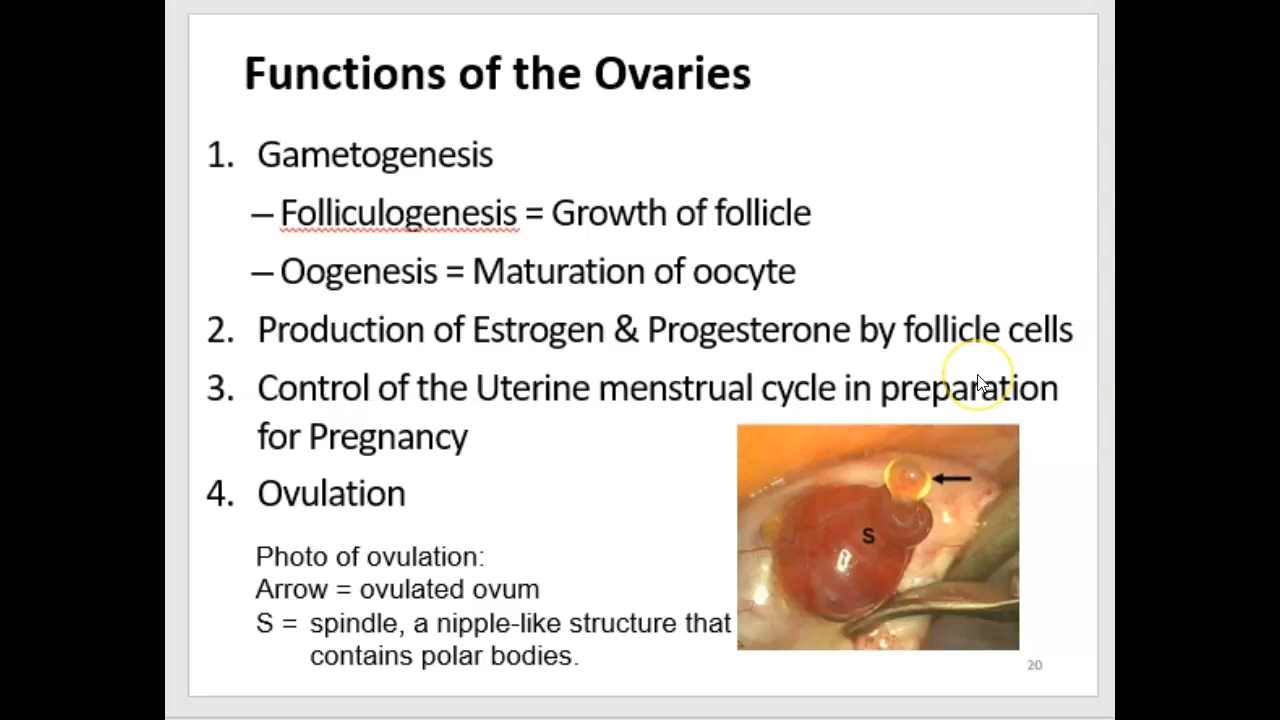 Functions of the Ovaries
1. Gametogenesis
– Folliculogenesis = Growth of follicle
– Oogenesis = Maturation of oocyte
2. Production of Estrogen & Progesterone by follicle cells
3. Control of the Uterine menstrual cycle in preparation
for Pregnancy
4. Ovulation
S
Photo of ovulation:
Arrow = ovulated ovum
S = spindle, a nipple-like structure that
contains polar bodies.
20